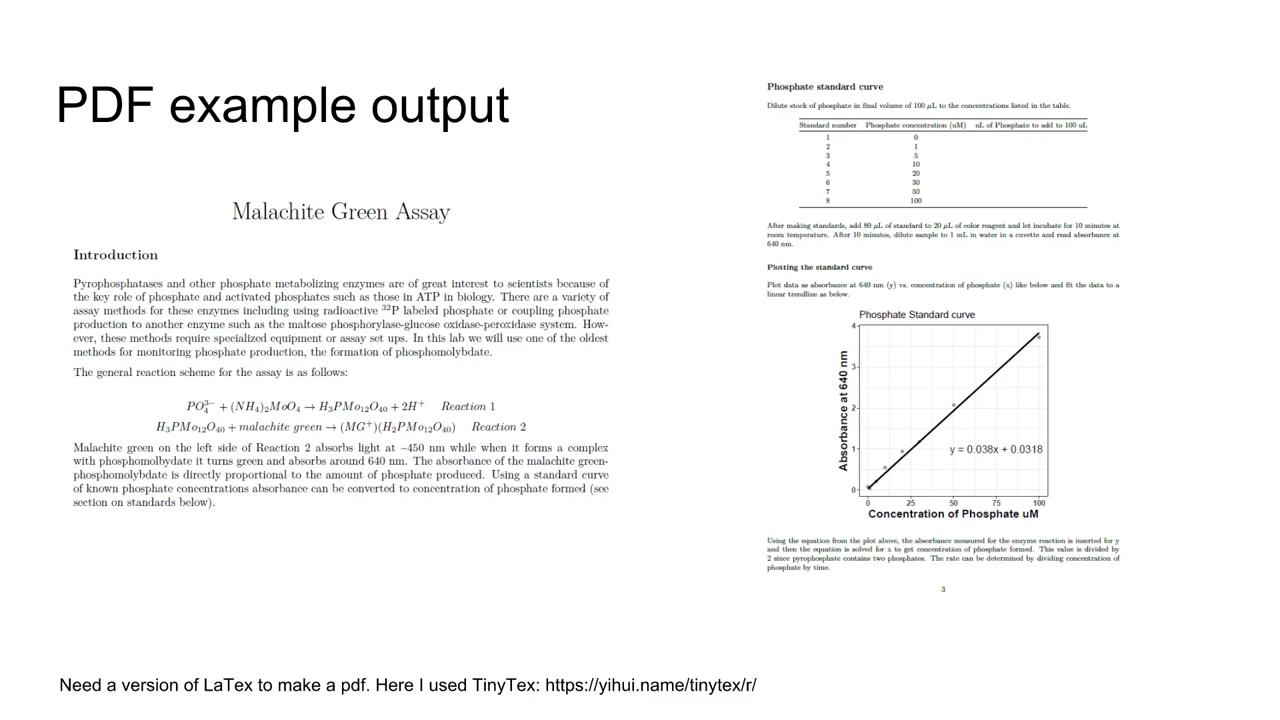 PDF example output
Malachite Green Assay
Introduction
Pyrophosphatases and other phosphate metabolizing enzymes are of great interest to scientists because of
the key role of phosphate and activated phosphates such as those in ATP in biology. There are a variety of
assay methods for these enzymes including using radioactive ³²P labeled phosphate or coupling phosphate
production to another enzyme such as the maltose phosphorylase-glucose oxidase-peroxidase system. How-
ever, these methods require specialized equipment or assay set ups. In this lab we will use one of the oldest
methods for monitoring phosphate production, the formation of phosphomolybdate.
The general reaction scheme for the assay is as follows:
PO₄³⁻ + (NH₄)₂MoO₄ → H₃PMo₁₂O₄₀ + 2H⁺ Reaction 1
H₃PMo₁₂O₄₀ + malachite green → (MG⁺)(H₂PMo₁₂O₄₀) Reaction 2
Malachite green on the left side of Reaction 2 absorbs light at ~450 nm while when it forms a complex
with phosphomolbydate it turns green and absorbs around 640 nm. The absorbance of the malachite green-
phosphomolybdate is directly proportional to the amount of phosphate produced. Using a standard curve
of known phosphate concentrations absorbance can be converted to concentration of phosphate formed (see
section on standards below).
Phosphate standard curve
Dilute stock of phosphate in final volume of 100 μL to the concentrations listed in the table.
Standard number Phosphate concentration (uM) uL of Phosphate to add to 100 uL
1 0
2 1
3 5
4 10
5 20
6 30
7 50
8 100
After making standards, add 80 μL of standard to 20 μL of color reagent and let incubate for 10 minutes at
room temperature. After 10 minutes, dilute sample to 1 mL in water in a cuvette and read absorbance at
640 nm.
Plotting the standard curve
Plot data as absorbance at 640 nm (y) vs. concentration of phosphate (x) like below and fit the data to a
linear trendline as below.
Phosphate Standard curve
Absorbance at 640 nm
4
3
2
1
0
y = 0.038x + 0.0318
0 25 50 75 100
Concentration of Phosphate uM
Using the equation from the plot above, the absorbance measured for the enzyme reaction is inserted for y
and then the equation is solved for x to get concentration of phosphate formed. This value is divided by
2 since pyrophosphate contains two phosphates. The rate can be determined by dividing concentration of
phosphate by time.
3
Need a version of LaTex to make a pdf. Here I used TinyTex: https://yihui.name/tinytex/r/